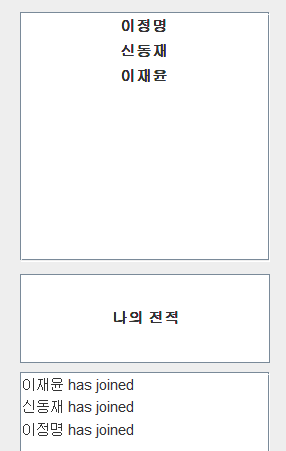 이정명
신동재
이재윤
나의 전적
이재윤 has joined
신동재 has joined
이정명 has joined